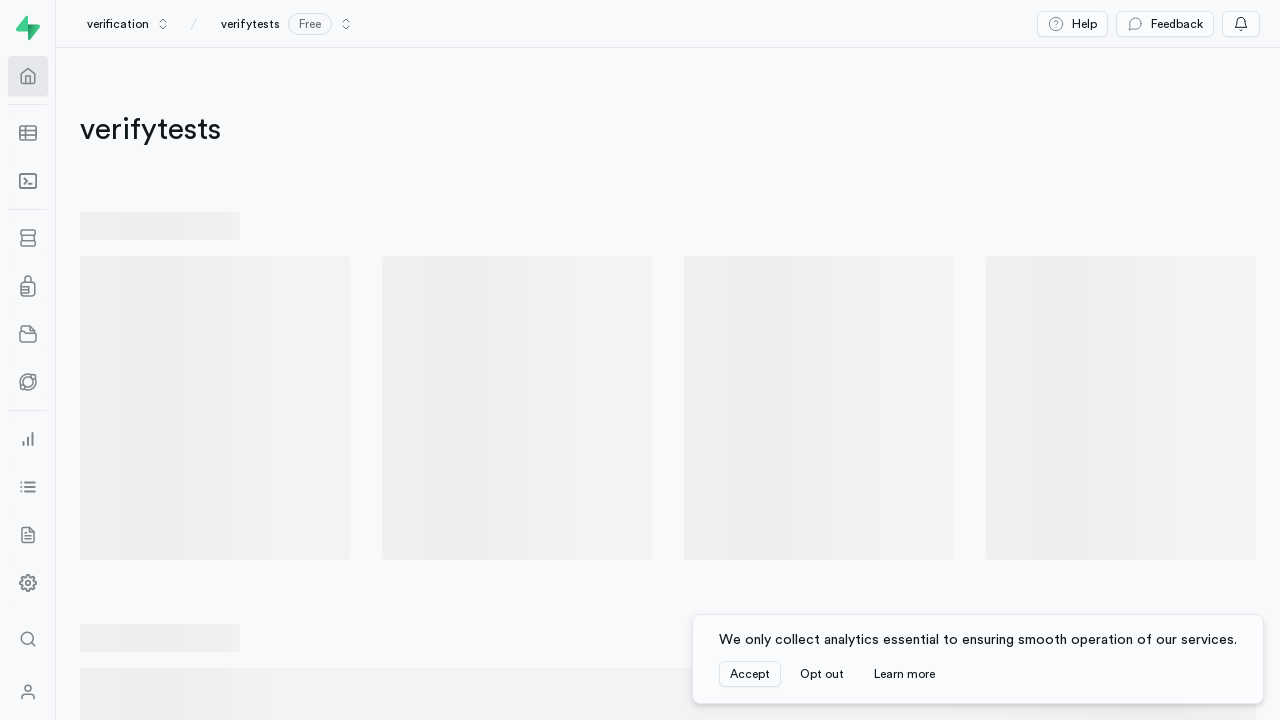 verification / verifytests Free Help Feedback
verifytests
We only collect analytics essential to ensuring smooth operation of our services.
Accept Opt out Learn more